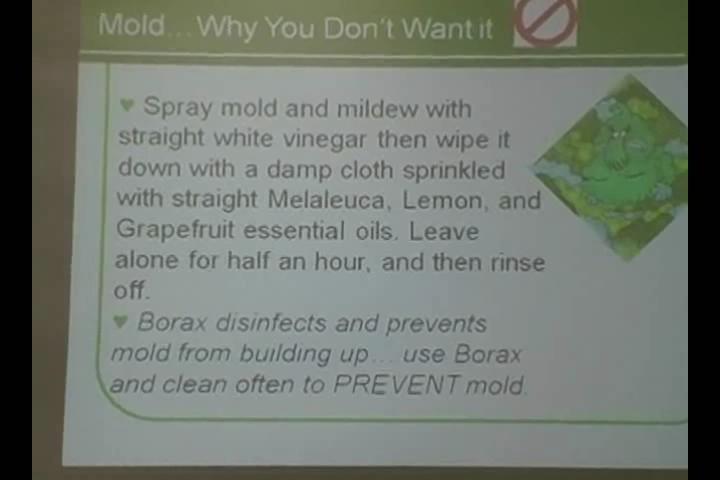 Mold... Why You Don't Want it
Spray mold and mildew with
straight white vinegar then wipe it
down with a damp cloth sprinkled
with straight Melaleuca, Lemon, and
Grapefruit essential oils. Leave
alone for half an hour, and then rinse
off.
Borax disinfects and prevents
mold from building up... use Borax
and clean often to PREVENT mold.